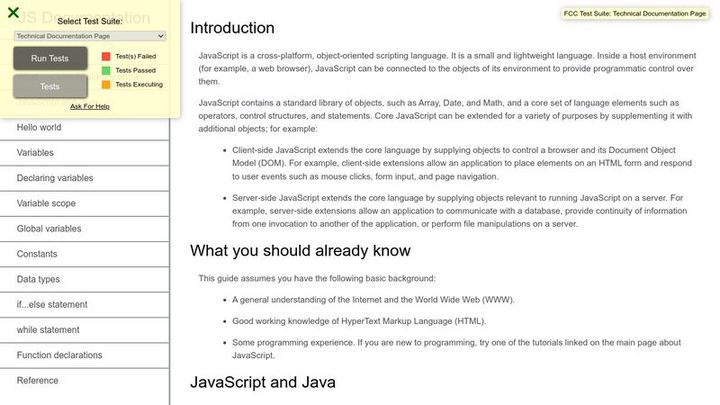 JS Documentation
Select Test Suite:
Technical Documentation Page
Run Tests
Test(s) Failed
Tests Passed
Tests Executing
Tests
Ask For Help
Hello world
Variables
Declaring variables
Variable scope
Global variables
Constants
Data types
if...else statement
while statement
Function declarations
Reference
FCC Test Suite: Technical Documentation Page
Introduction
JavaScript is a cross-platform, object-oriented scripting language. It is a small and lightweight language. Inside a host environment
(for example, a web browser), JavaScript can be connected to the objects of its environment to provide programmatic control over
them.
JavaScript contains a standard library of objects, such as Array, Date, and Math, and a core set of language elements such as
operators, control structures, and statements. Core JavaScript can be extended for a variety of purposes by supplementing it with
additional objects; for example:
• Client-side JavaScript extends the core language by supplying objects to control a browser and its Document Object
Model (DOM). For example, client-side extensions allow an application to place elements on an HTML form and respond
to user events such as mouse clicks, form input, and page navigation.
• Server-side JavaScript extends the core language by supplying objects relevant to running JavaScript on a server. For
example, server-side extensions allow an application to communicate with a database, provide continuity of information
from one invocation to another of the application, or perform file manipulations on a server.
What you should already know
This guide assumes you have the following basic background:
• A general understanding of the Internet and the World Wide Web (WWW).
• Good working knowledge of HyperText Markup Language (HTML).
• Some programming experience. If you are new to programming, try one of the tutorials linked on the main page about
JavaScript.
JavaScript and Java